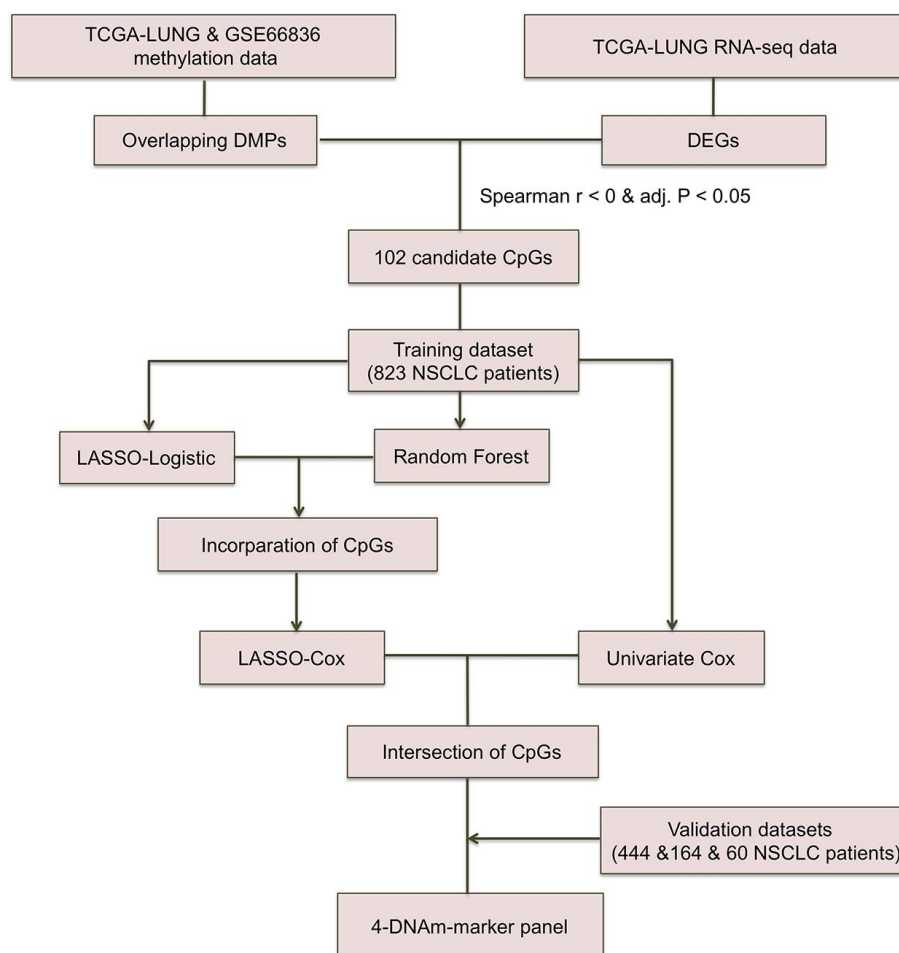 TCGA-LUNG & GSE66836
methylation data
TCGA-LUNG RNA-seq data
Overlapping DMPs
DEGs
Spearman r < 0 & adj. P < 0.05
102 candidate CpGs
Training dataset
(823 NSCLC patients)
LASSO-Logistic
Random Forest
Incorparation of CpGs
LASSO-Cox
Univariate Cox
Intersection of CpGs
Validation datasets
(444 &164 & 60 NSCLC patients)
4-DNAm-marker panel